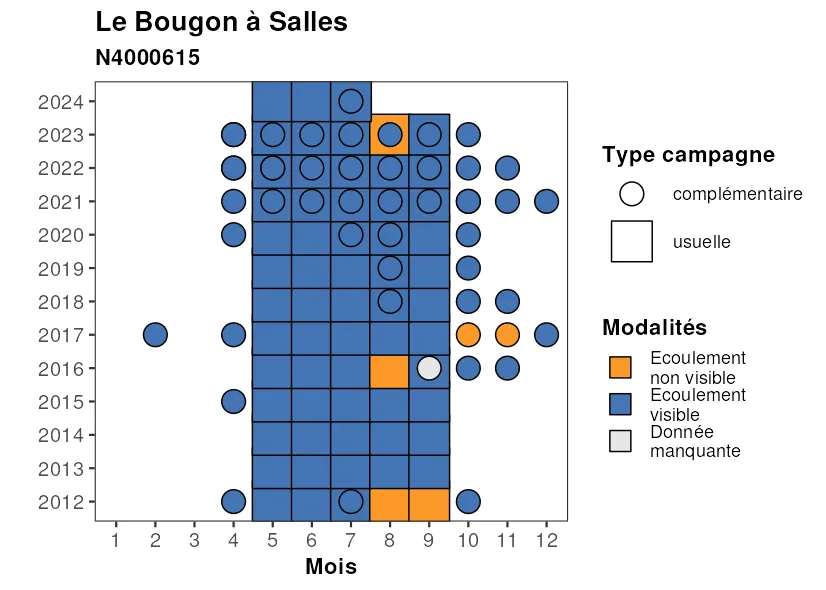 Le Bougon à Salles
N4000615
2024
2023
2022
2021
2020
2019
2018
2017
2016
2015
2014
2013
2012
1 2 3 4 5 6 7 8 9 10 11 12
Mois
Type campagne
complémentaire
usuelle
Modalités
Ecoulement
non visible
Ecoulement
visible
Donnée
manquante